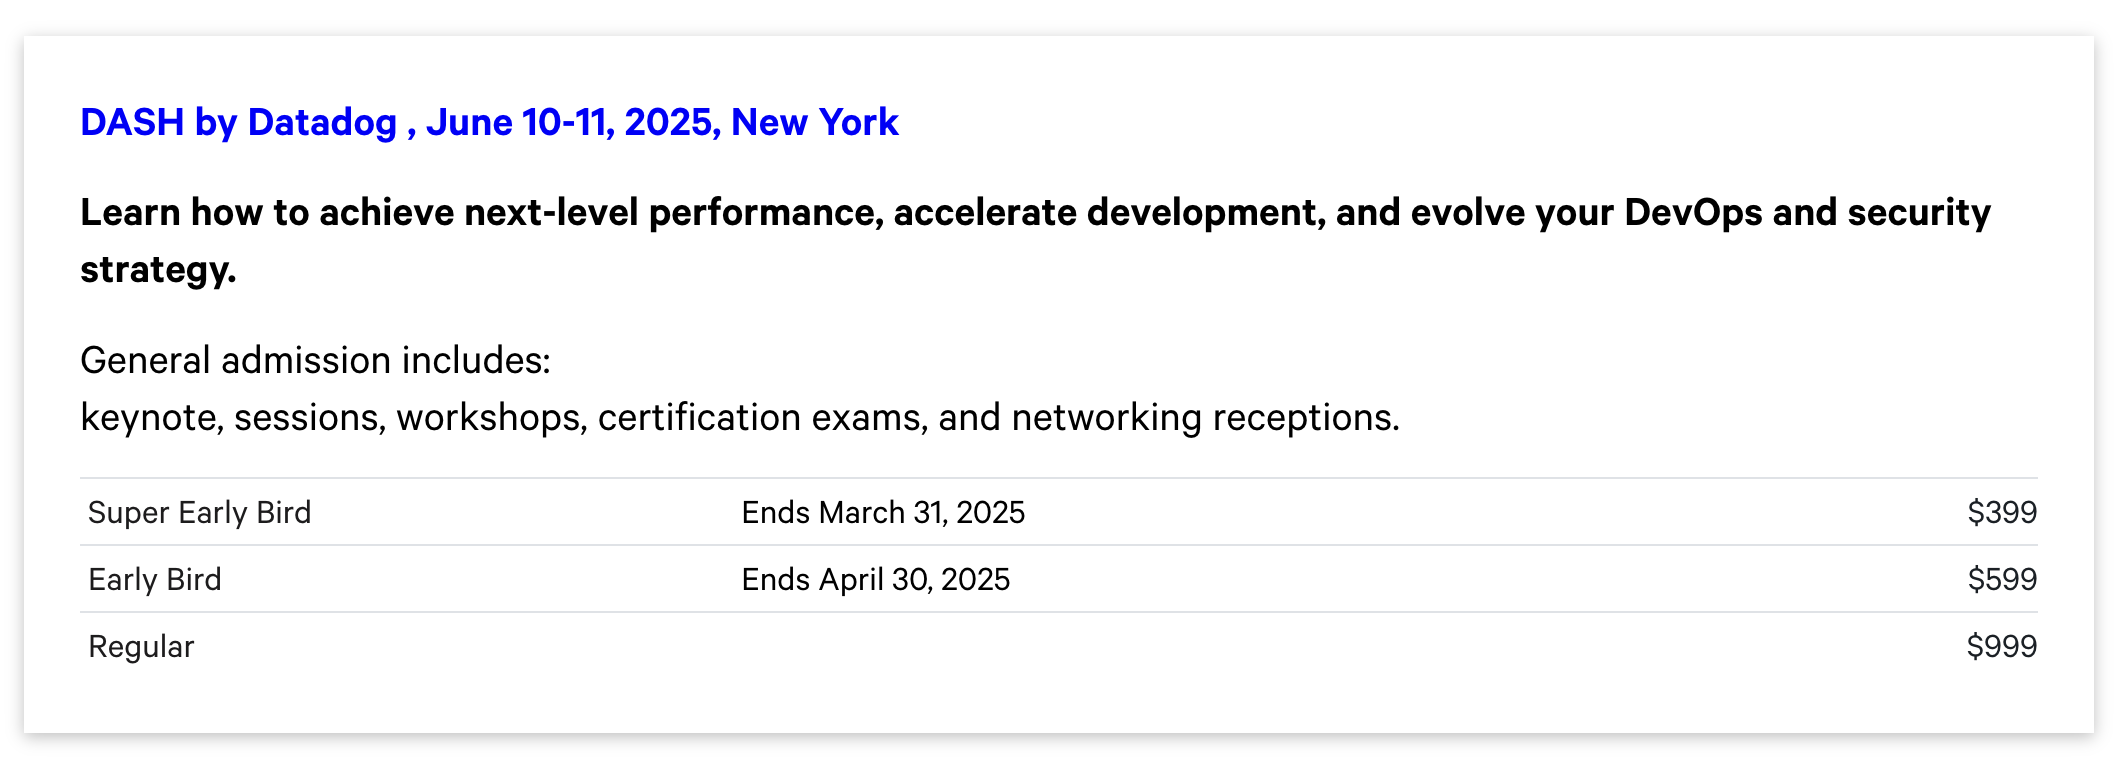 DASH by Datadog , June 10-11, 2025, New York
Learn how to achieve next-level performance, accelerate development, and evolve your DevOps and security
strategy.
General admission includes:
keynote, sessions, workshops, certification exams, and networking receptions.
Super Early Bird Ends March 31, 2025 $399
Early Bird Ends April 30, 2025 $599
Regular $999